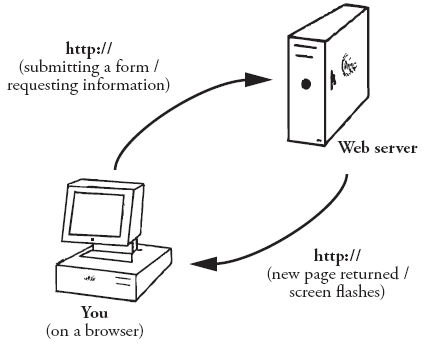 http://
(submitting a form /
requesting information)
Web server
http://
(new page returned /
screen flashes)
You
(on a browser)